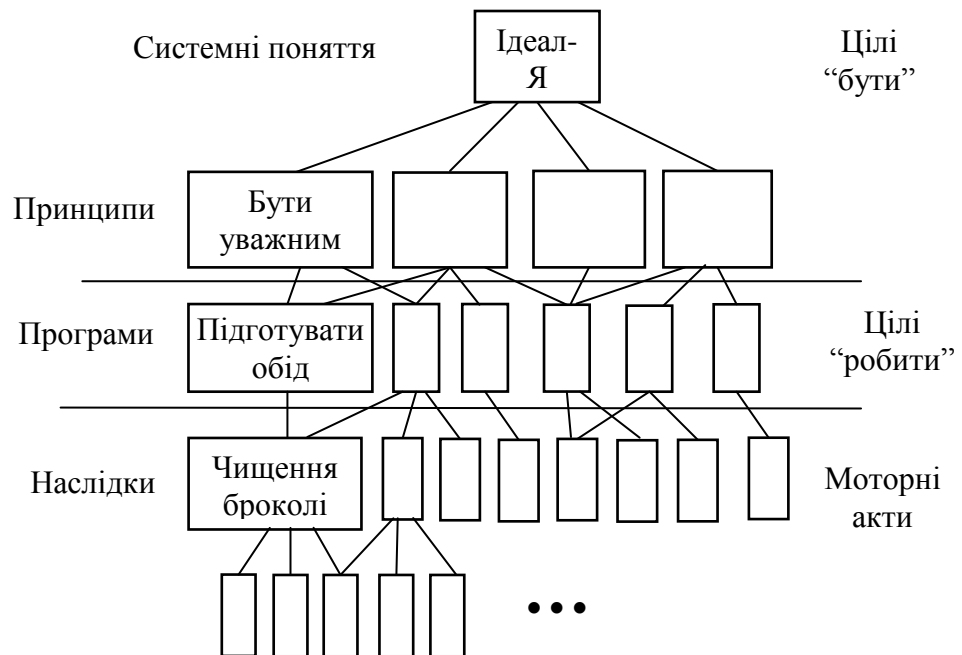 Системні поняття
Ідеал-
Я
Цілі
“бути”
Принципи
Бути
уважним
Програми
Підготувати
обід
Цілі
“робити”
Наслідки
Чищення
броколі
Моторні
акти